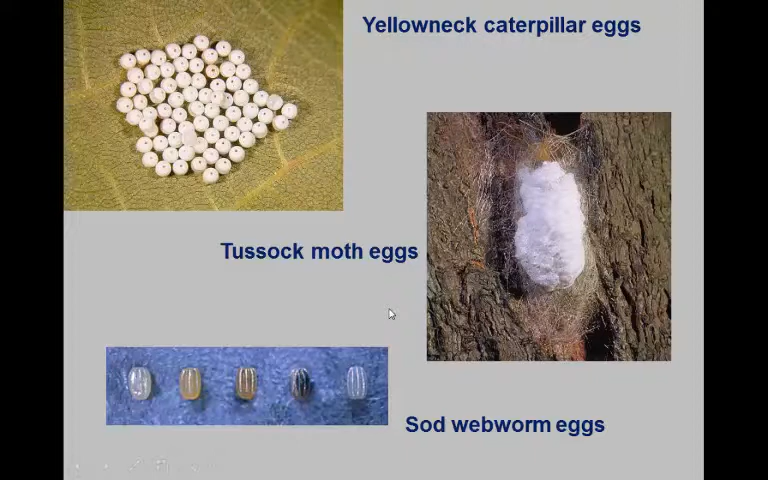 Yellowneck caterpillar eggs
Tussock moth eggs
Sod webworm eggs